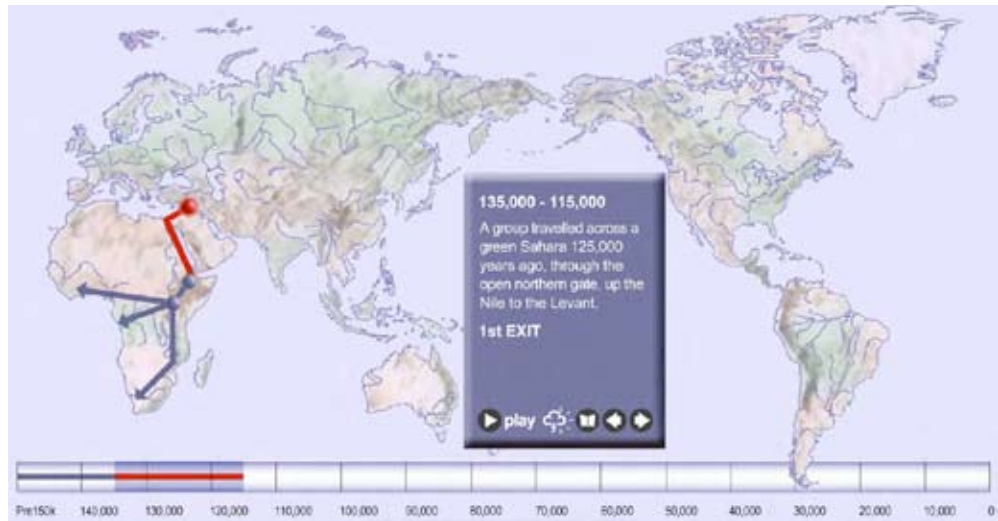 135,000 - 115,000
A group travelled across a
green Sahara 125,000
years ago, through the
open northern gate, up the
Nile to the Levant.
1st EXIT
play
Pre150k 140,000 130,000 120,000 110,000 100,000 90,000 80,000 70,000 60,000 50,000 40,000 30,000 20,000 10,000 0